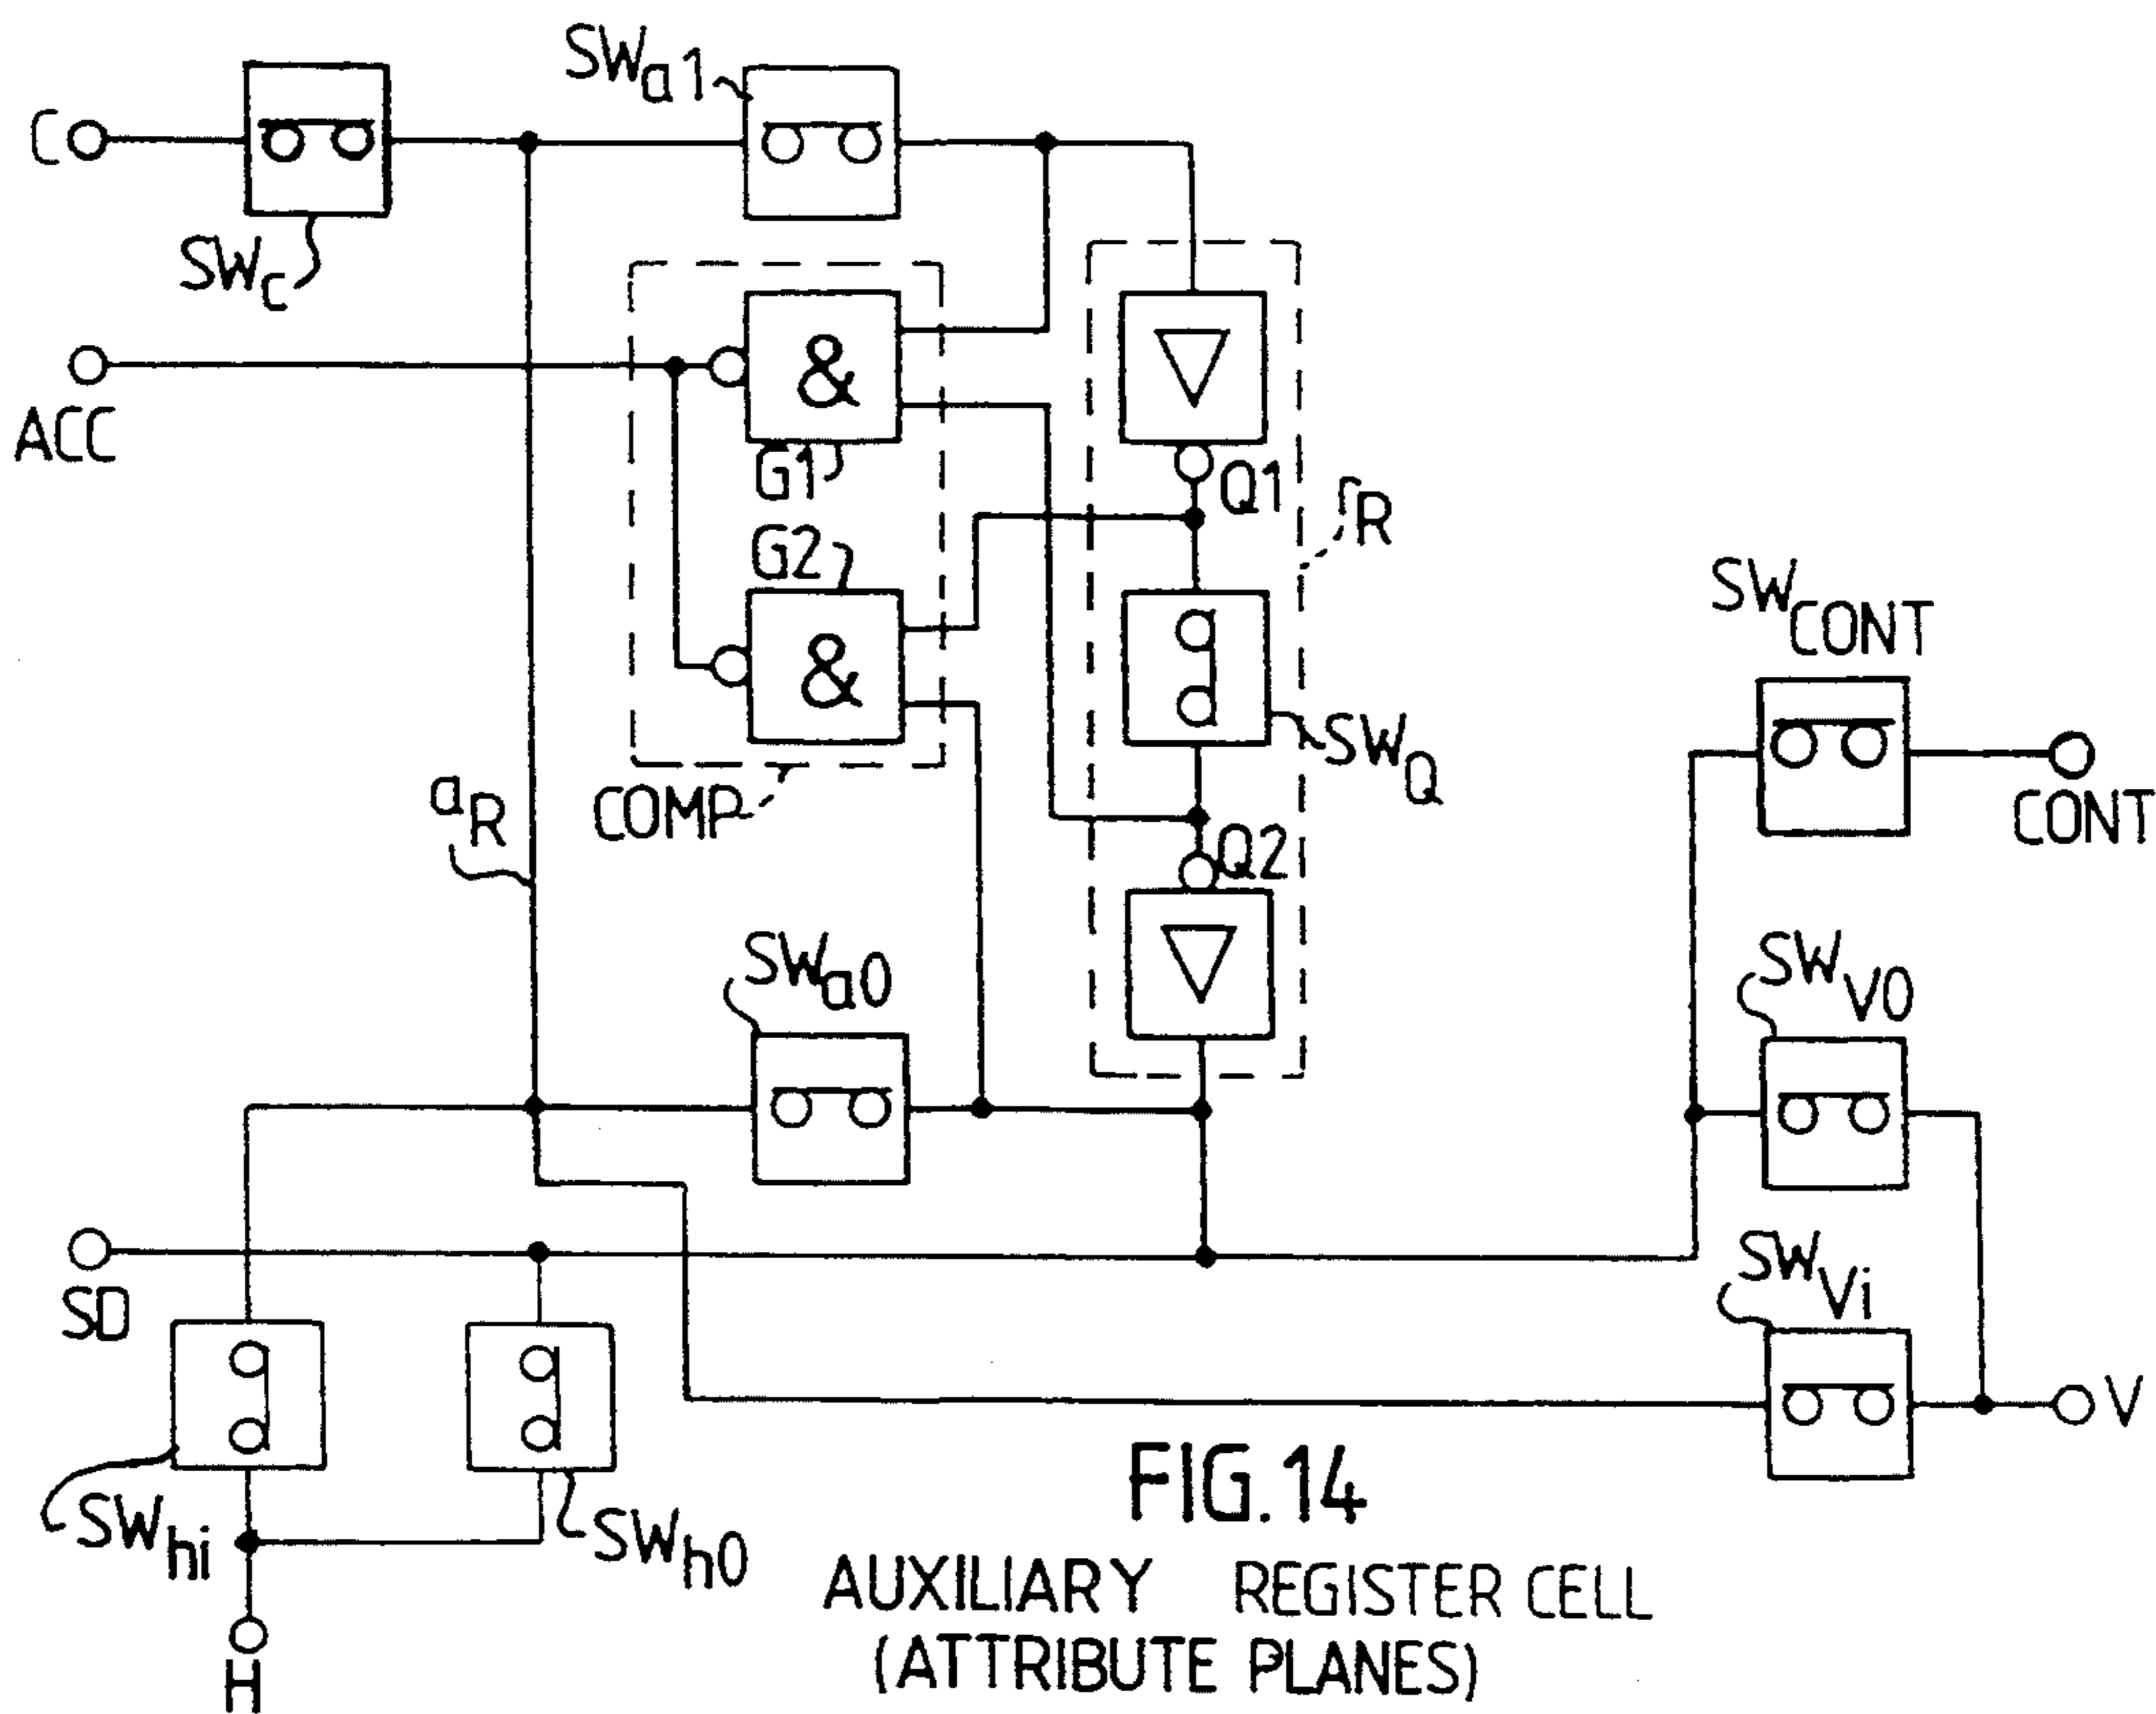 C
SWa1
SWc
&
ACC
G1
Q1
R
G2
&
SWCONT
SWQ
CONT
aR
COMP
Q2
SWa0
SWV0
SD
SWVi
V
SWhi
SWh0
H
FIG.14
AUXILIARY REGISTER CELL
(ATTRIBUTE PLANES)